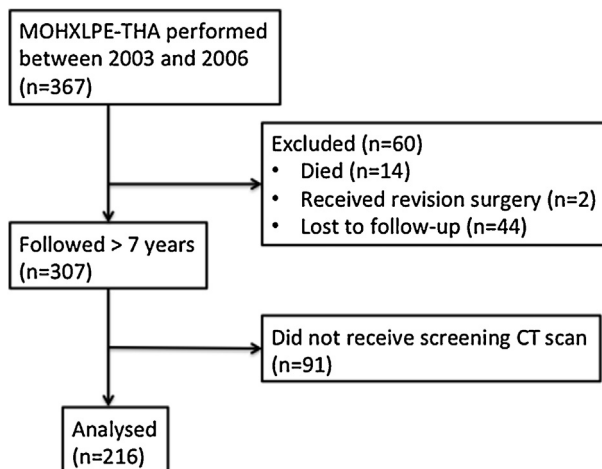 MOHXLPE-THA performed
between 2003 and 2006
(n=367)
Excluded (n=60)
• Died (n=14)
• Received revision surgery (n=2)
• Lost to follow-up (n=44)
Followed > 7 years
(n=307)
Did not receive screening CT scan
(n=91)
Analysed
(n=216)